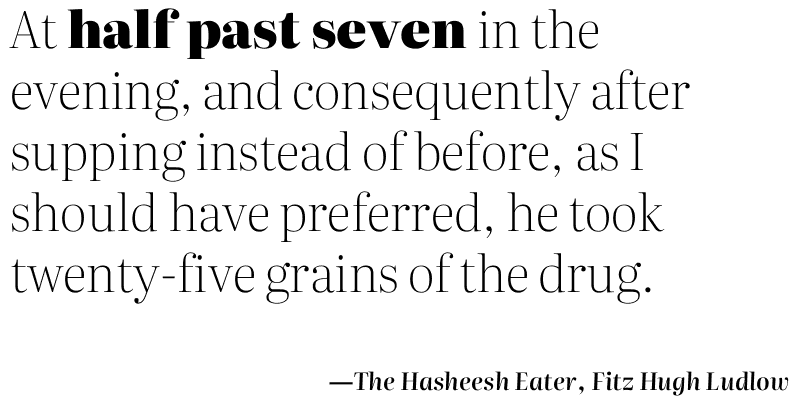 At half past seven in the
evening, and consequently after
supping instead of before, as I
should have preferred, he took
twenty-five grains of the drug.
—The Hasheesh Eater, Fitz Hugh Ludlow